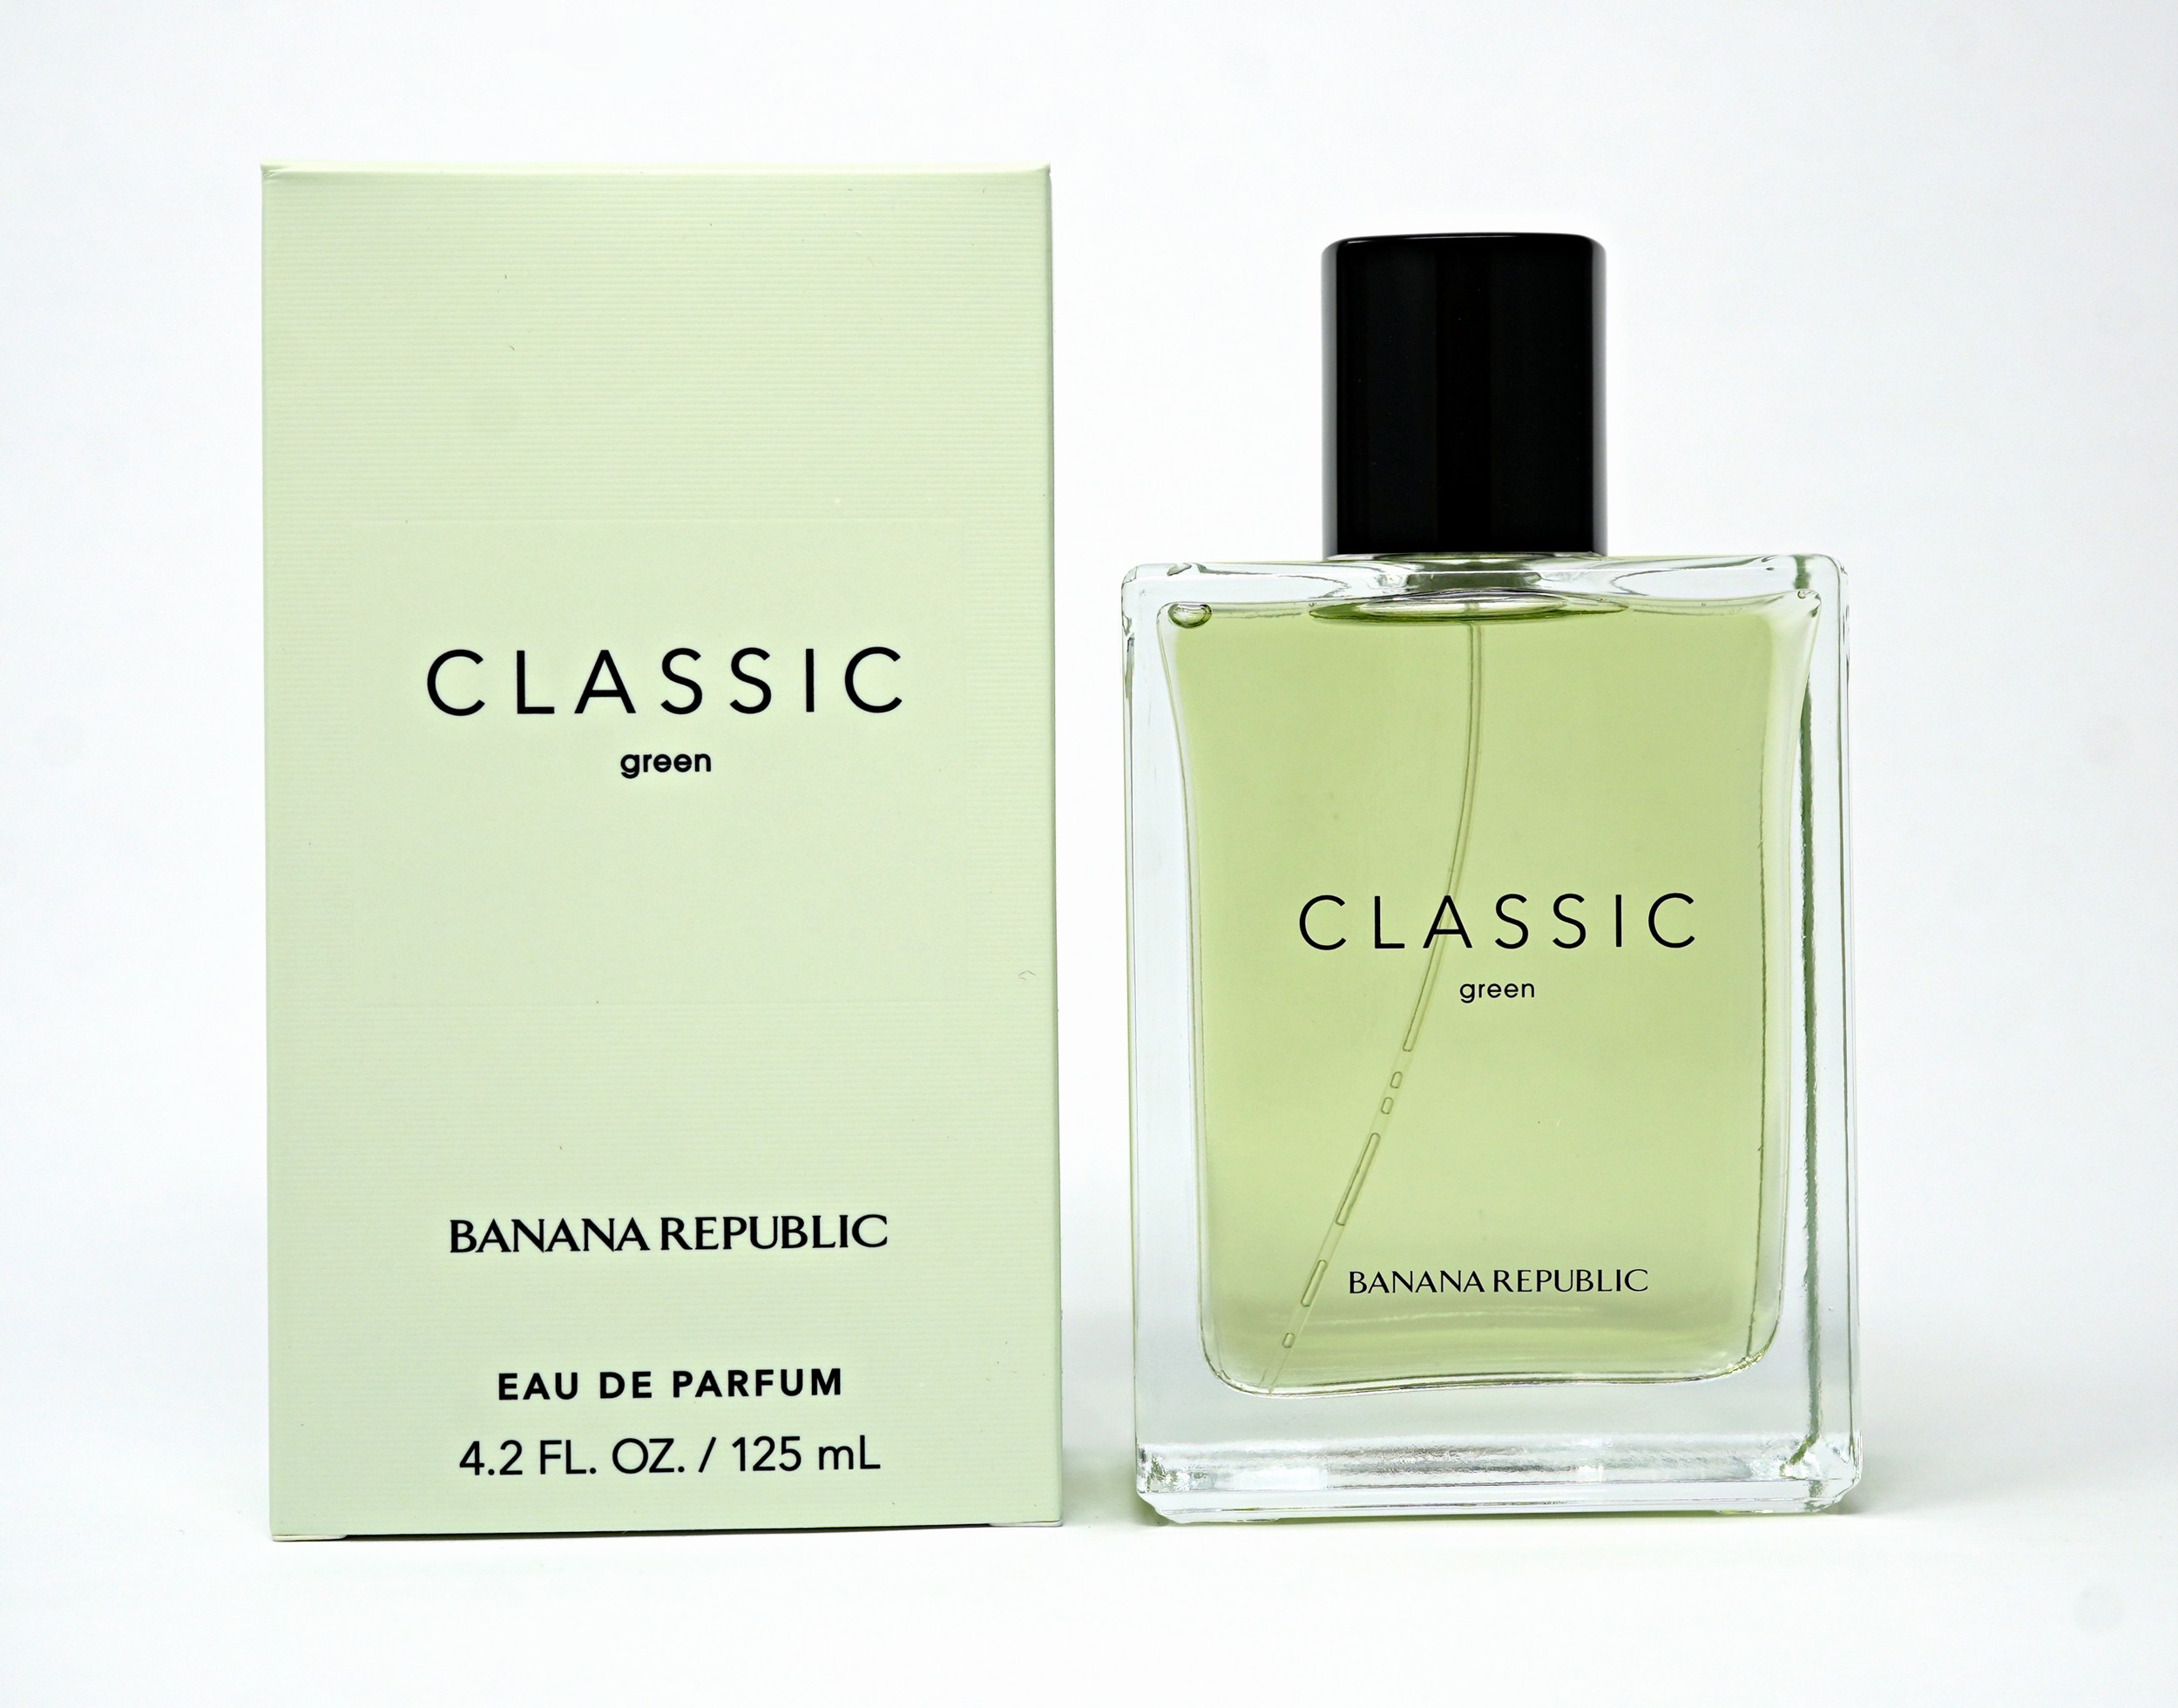 CLASSIC
green
BANANA REPUBLIC
EAU DE PARFUM
4.2 FL. OZ. / 125 mL
CLASSIC
green
BANANA REPUBLIC